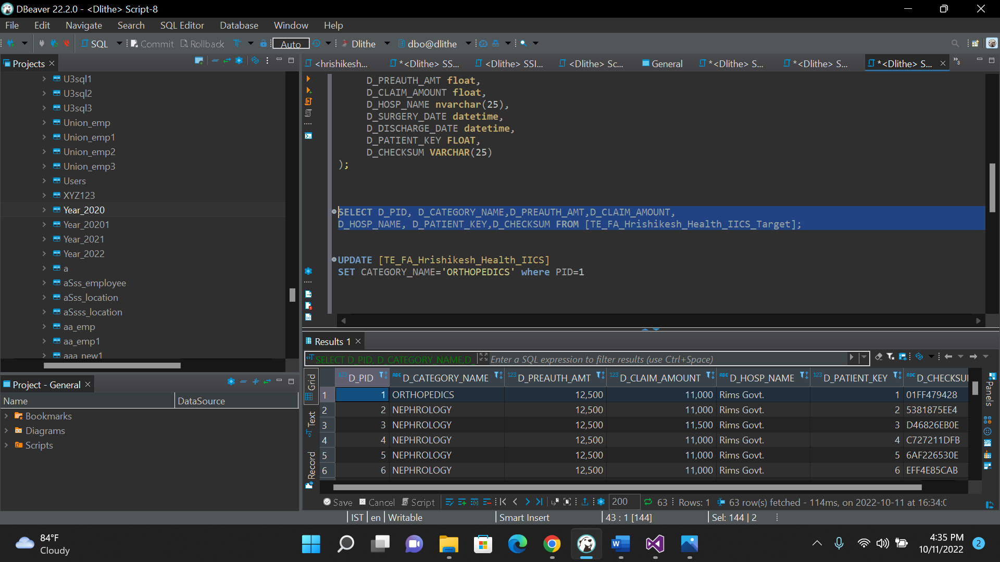 DBeaver 22.2.0 - <Dlithe> Script-8
File Edit Navigate Search SQL Editor Database Window Help
SQL Commit Rollback Auto Dlithe dbo@dlithe
Projects
U3sql1
U3sql2
U3sql3
Union_emp
Union_emp1
Union_emp2
Union_emp3
Users
XYZ123
Year_2020
Year_20201
Year_2021
Year_2022
a
aSss_employee
aSss_location
aSsss_location
aa_emp
aa_emp1
aaa_new1
Project - General
Name DataSource
Bookmarks
Diagrams
Scripts
<hrishikesh... *<Dlithe> SS... <Dlithe> SSI... <Dlithe> Sc... General *<Dlithe> S... *<Dlithe> S... *<Dlithe> S... »8
D_PREAUTH_AMT float,
D_CLAIM_AMOUNT float,
D_HOSP_NAME nvarchar(25),
D_SURGERY_DATE datetime,
D_DISCHARGE_DATE datetime,
D_PATIENT_KEY FLOAT,
D_CHECKSUM VARCHAR(25)
);
SELECT D_PID, D_CATEGORY_NAME,D_PREAUTH_AMT,D_CLAIM_AMOUNT,
D_HOSP_NAME, D_PATIENT_KEY,D_CHECKSUM FROM [TE_FA_Hrishikesh_Health_IICS_Target];
UPDATE [TE_FA_Hrishikesh_Health_IICS]
SET CATEGORY_NAME='ORTHOPEDICS' where PID=1
Results 1
SELECT D_PID, D_CATEGORY_NAME,D_ Enter a SQL expression to filter results (use Ctrl+Space)
Grid
Text
Record
Panels
123 D_PID ABC D_CATEGORY_NAME 123 D_PREAUTH_AMT 123 D_CLAIM_AMOUNT ABC D_HOSP_NAME 123 D_PATIENT_KEY ABC D_CHECKSU
1 1 ORTHOPEDICS 12,500 11,000 Rims Govt. 1 01FF479428
2 2 NEPHROLOGY 12,500 11,000 Rims Govt. 2 5381875EE4
3 3 NEPHROLOGY 12,500 11,500 Rims Govt. 3 D46826EB0E
4 4 NEPHROLOGY 12,500 11,000 Rims Govt. 4 C727211DFB
5 5 NEPHROLOGY 12,500 11,000 Rims Govt. 5 6AF226530E
6 6 NEPHROLOGY 12,500 11,000 Rims Govt. 6 EFF4E85CAB
Save Cancel Script 200 63 Rows: 1 63 row(s) fetched - 114ms, on 2022-10-11 at 16:34:0
IST en Writable Smart Insert 43 : 1 [144] Sel: 144 | 2
84°F
Cloudy
4:35 PM
10/11/2022
2